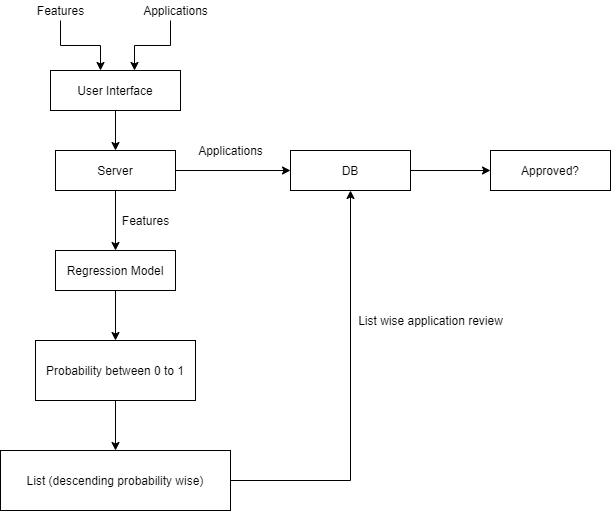 Features
Applications
User Interface
Applications
Server
DB
Approved?
Features
Regression Model
List wise application review
Probability between 0 to 1
List (descending probability wise)